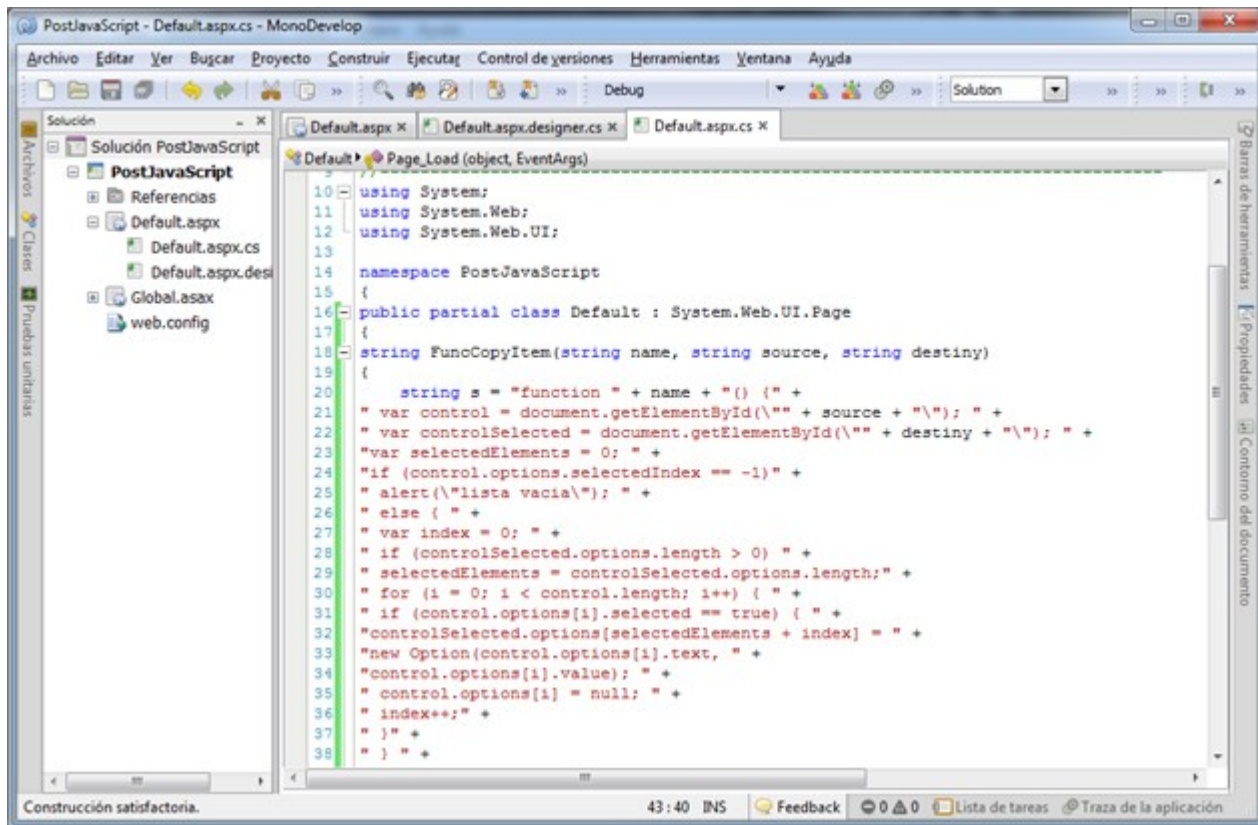 PostJavaScript - Default.aspx.cs - MonoDevelop
Archivo Editar Ver Buscar Proyecto Construir Ejecutar Control de versiones Herramientas Ventana Ayuda
» » Debug » Solution » » »
Solución
Default.aspx × Default.aspx.designer.cs × Default.aspx.cs ×
Default Page_Load (object, EventArgs)
Archivos
Clases
Pruebas unitarias
Solución PostJavaScript
PostJavaScript
Referencias
Default.aspx
Default.aspx.cs
Default.aspx.desi
Global.asax
web.config
9 //------------------------------------------------------------------------------
10 using System;
11 using System.Web;
12 using System.Web.UI;
13
14 namespace PostJavaScript
15 {
16 public partial class Default : System.Web.UI.Page
17 {
18 string FuncCopyItem(string name, string source, string destiny)
19 {
20 string s = "function " + name + "() {" +
21 " var control = document.getElementById(\"" + source + "\"); " +
22 " var controlSelected = document.getElementById(\"" + destiny + "\"); " +
23 "var selectedElements = 0; " +
24 "if (control.options.selectedIndex == -1)" +
25 " alert(\"lista vacia\"); " +
26 " else { " +
27 " var index = 0; " +
28 " if (controlSelected.options.length > 0) " +
29 " selectedElements = controlSelected.options.length;" +
30 " for (i = 0; i < control.length; i++) { " +
31 " if (control.options[i].selected == true) { " +
32 "controlSelected.options[selectedElements + index] = " +
33 "new Option(control.options[i].text, " +
34 "control.options[i].value); " +
35 " control.options[i] = null; " +
36 " index++;" +
37 " }" +
38 " } " +
Barras de herramientas
Propiedades
Contorno del documento
Construcción satisfactoria.
43 : 40 INS Feedback 0 0 Lista de tareas Traza de la aplicación